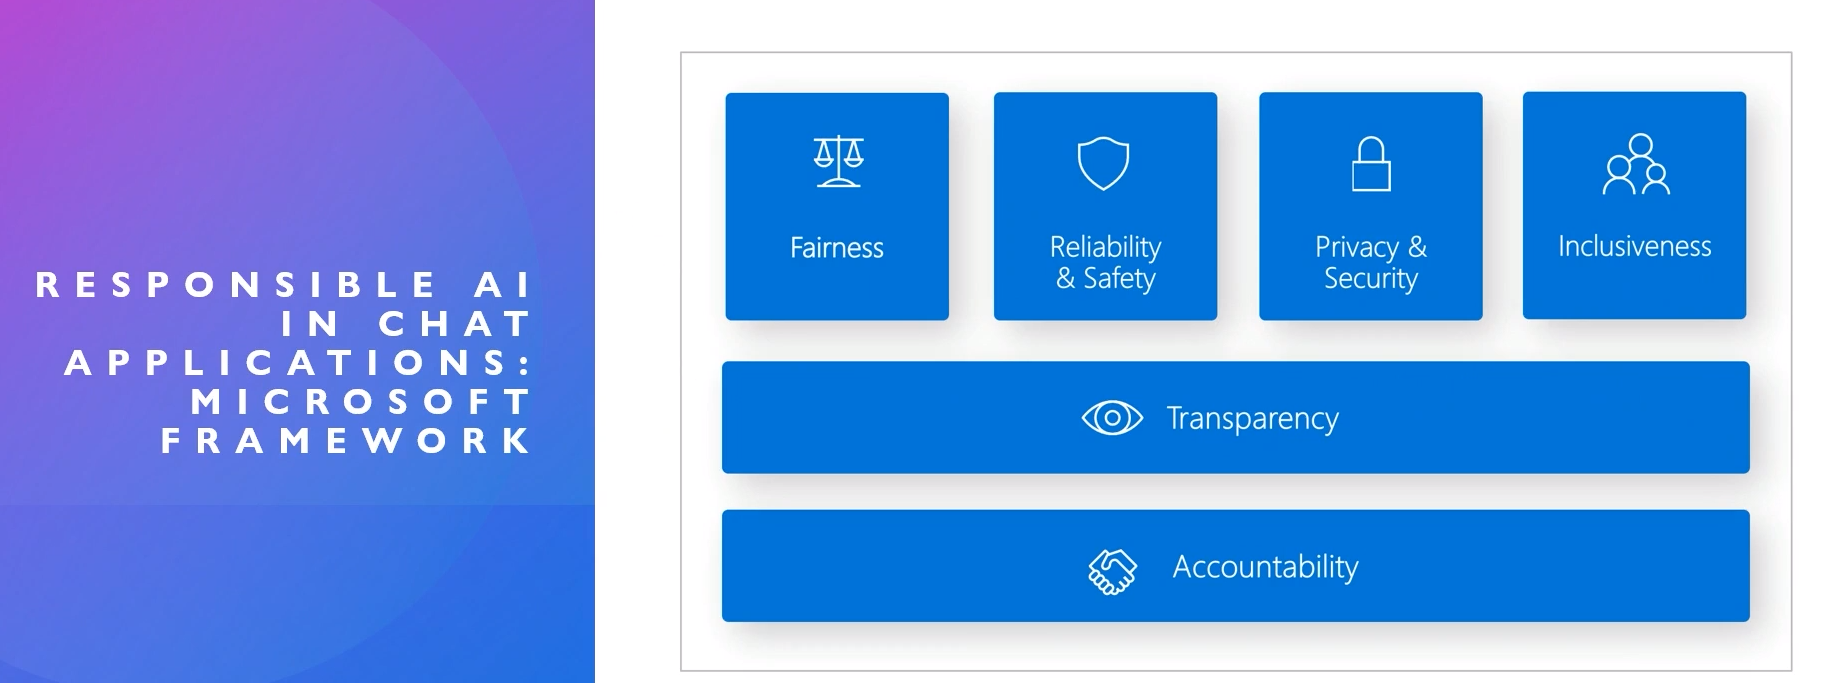 RESPONSIBLE AI
IN CHAT
APPLICATIONS:
MICROSOFT
FRAMEWORK
Fairness
Reliability
& Safety
Privacy &
Security
Inclusiveness
Transparency
Accountability